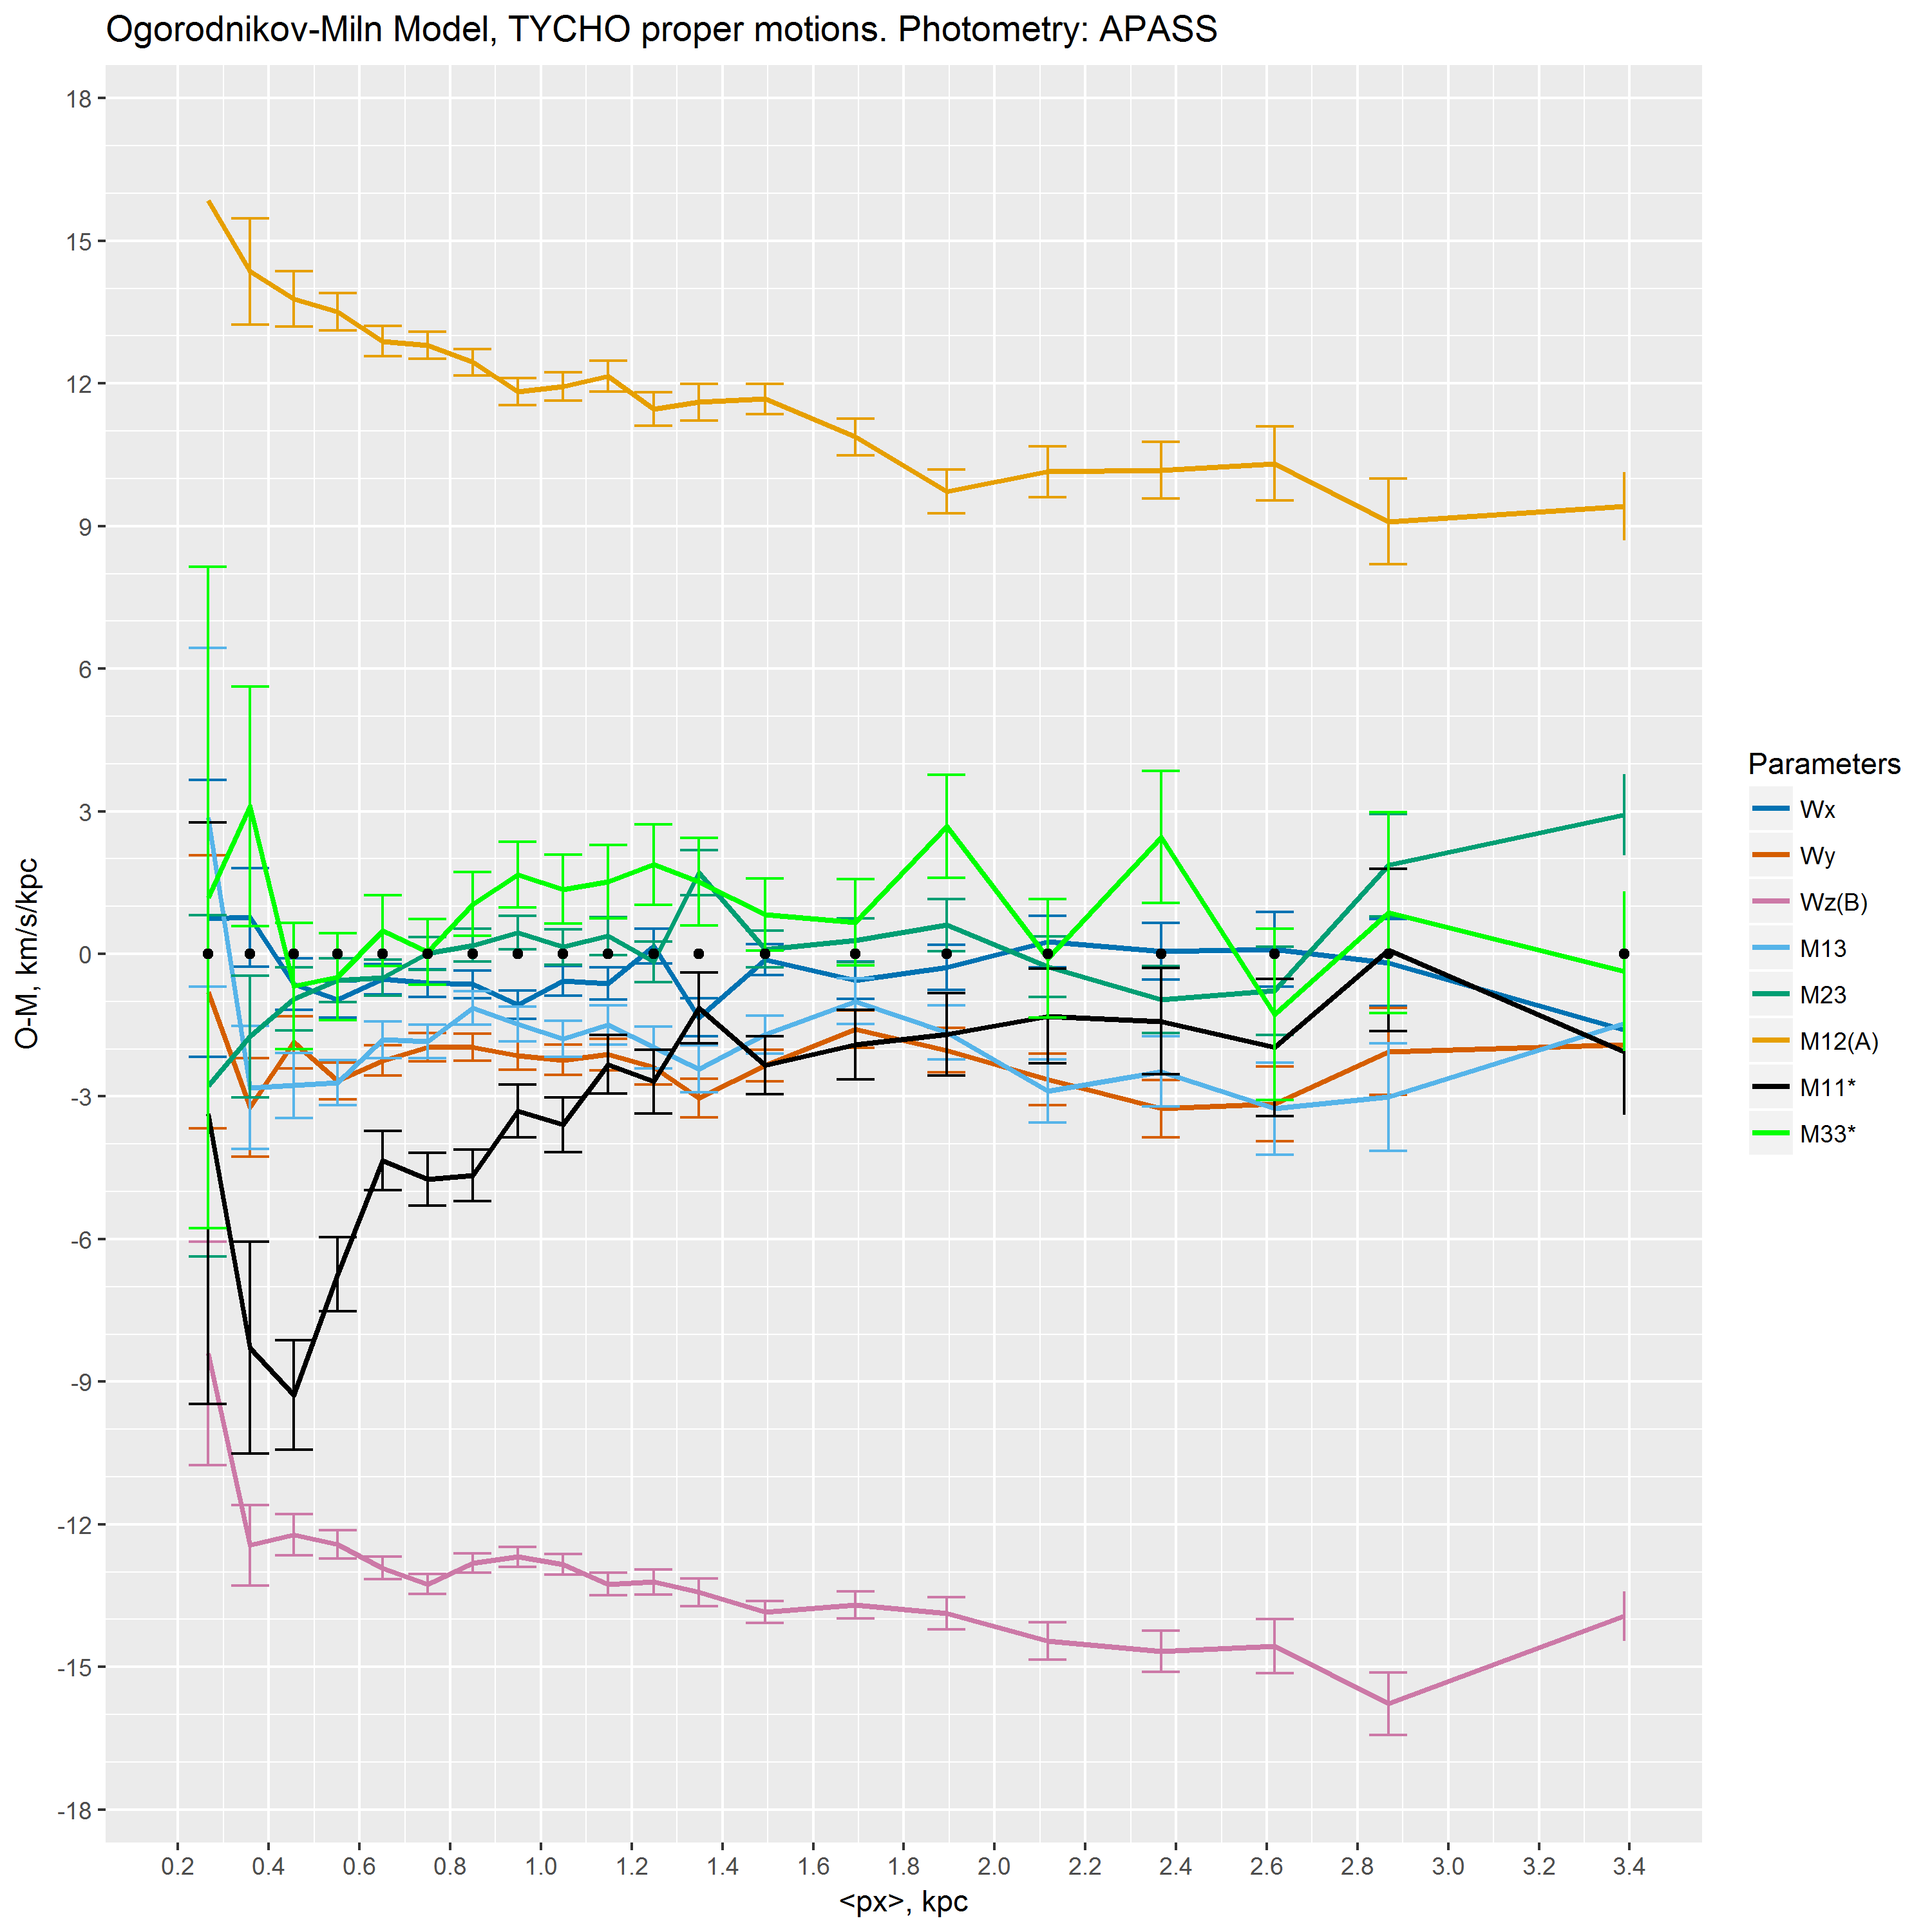 Ogorodnikov-Miln Model, TYCHO proper motions. Photometry: APASS
O-M, km/s/kpc
18
15
12
9
6
3
0
-3
-6
-9
-12
-15
-18
0.2 0.4 0.6 0.8 1.0 1.2 1.4 1.6 1.8 2.0 2.2 2.4 2.6 2.8 3.0 3.2 3.4
<px>, kpc
Parameters
Wx
Wy
Wz(B)
M13
M23
M12(A)
M11*
M33*